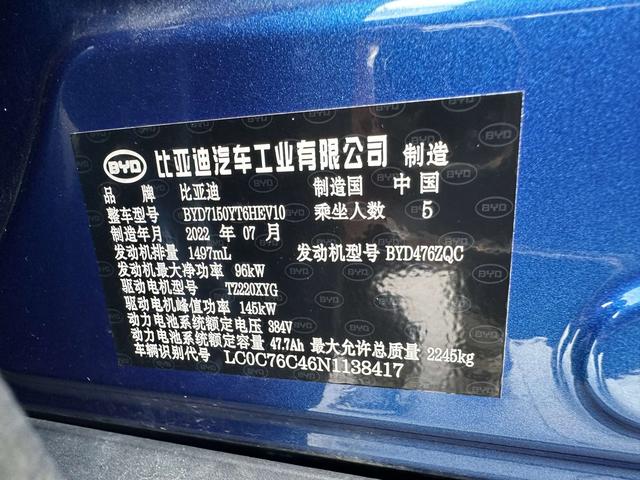 BYD 比亚迪汽车工业有限公司 制造
品牌 比亚迪 制造国 中国
整车型号 BYD7150YT6HEV10 乘坐人数 5
制造年月 2022 年 07 月
发动机排量 1497mL 发动机型号 BYD476ZQC
发动机最大净功率 96kW
驱动电机型号 TZ220XYG
驱动电机峰值功率 145kW
动力电池系统额定电压 384V
动力电池系统额定容量 47.7Ah 最大允许总质量 2245kg
车辆识别代号 LC0C76C46N1138417